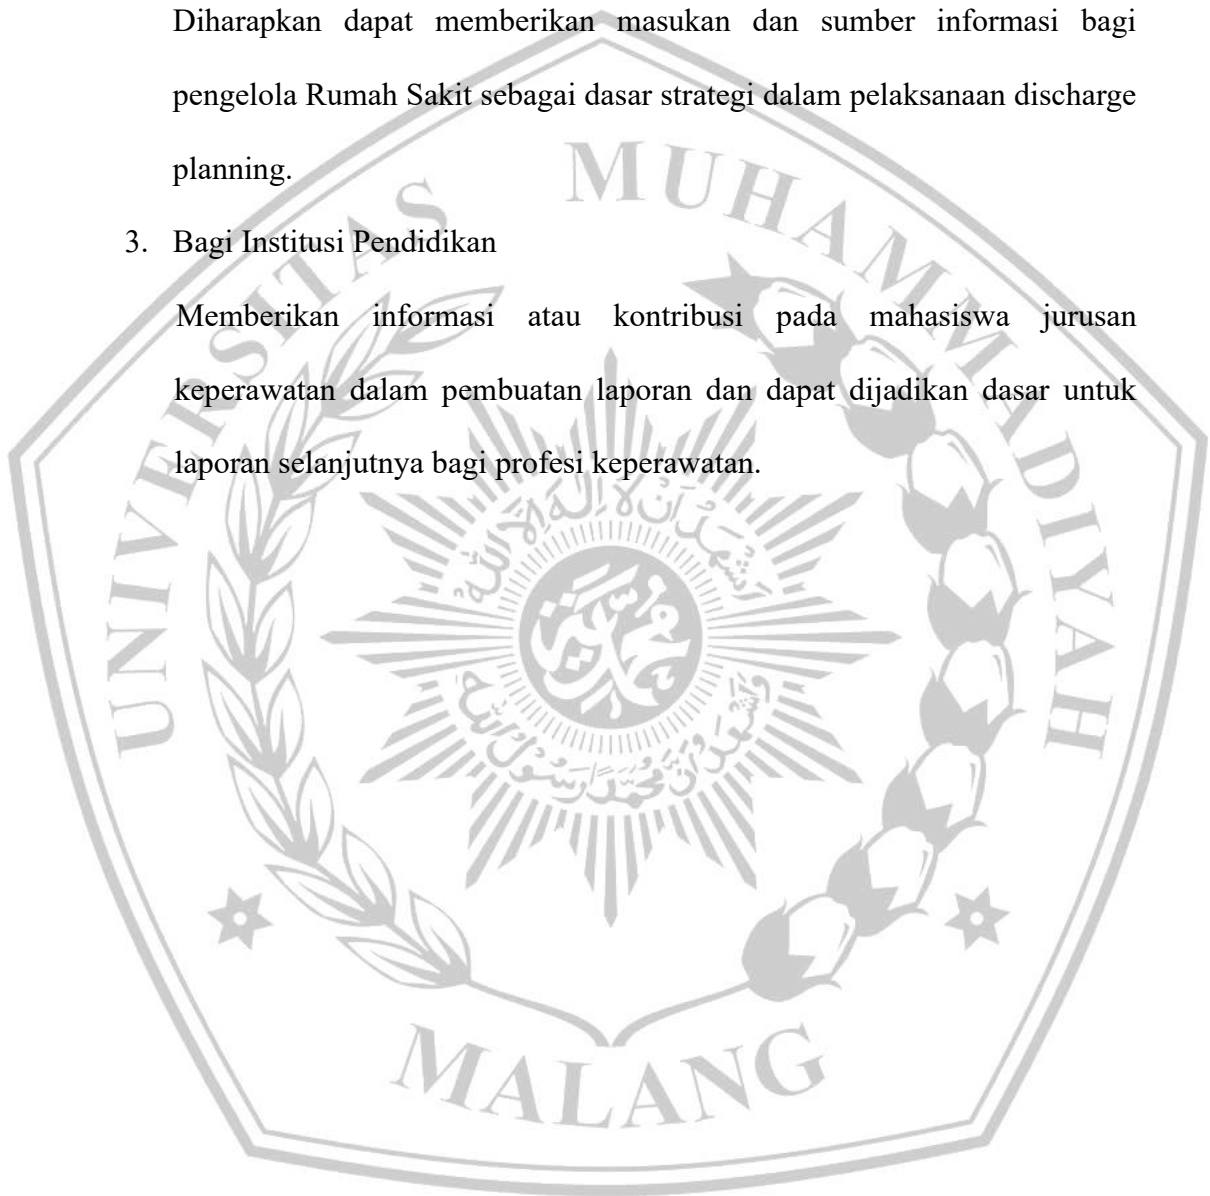 Diharapkan dapat memberikan masukan dan sumber informasi bagi
pengelola Rumah Sakit sebagai dasar strategi dalam pelaksanaan discharge
planning.
3. Bagi Institusi Pendidikan
Memberikan informasi atau kontribusi pada mahasiswa jurusan
keperawatan dalam pembuatan laporan dan dapat dijadikan dasar untuk
laporan selanjutnya bagi profesi keperawatan.
UNIVERSITAS MUHAMMADIYAH
MALANG